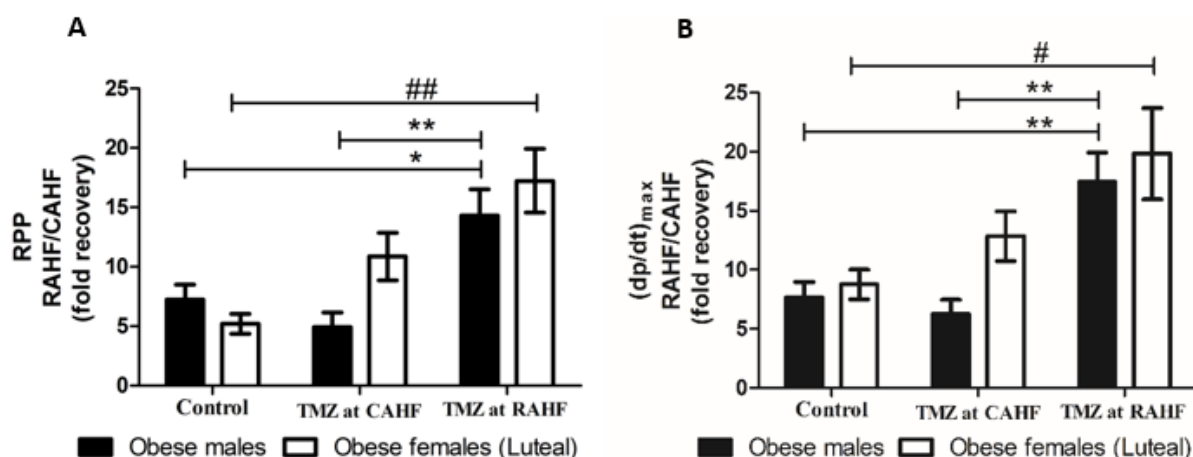 A
RPP
RAHF/CAHF
(fold recovery)
25
20
15
10
5
0
##
**
*
Control
TMZ at CAHF
TMZ at RAHF
Obese males
Obese females (Luteal)
B
(dp/dt)max
RAHF/CAHF
(fold recovery)
25
20
15
10
5
0
#
**
**
Control
TMZ at CAHF
TMZ at RAHF
Obese males
Obese females (Luteal)